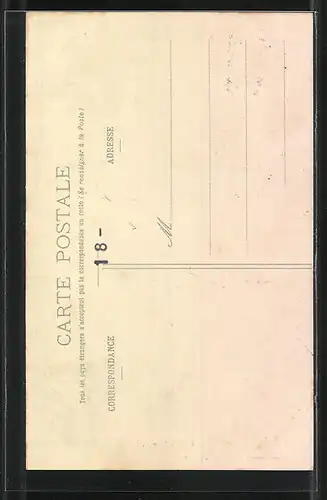 CARTE POSTALE
Tous les pays étrangers n'acceptent pas la correspondance au recto (Se renseigner à la Poste)
CORRESPONDANCE
ADRESSE
18-
M